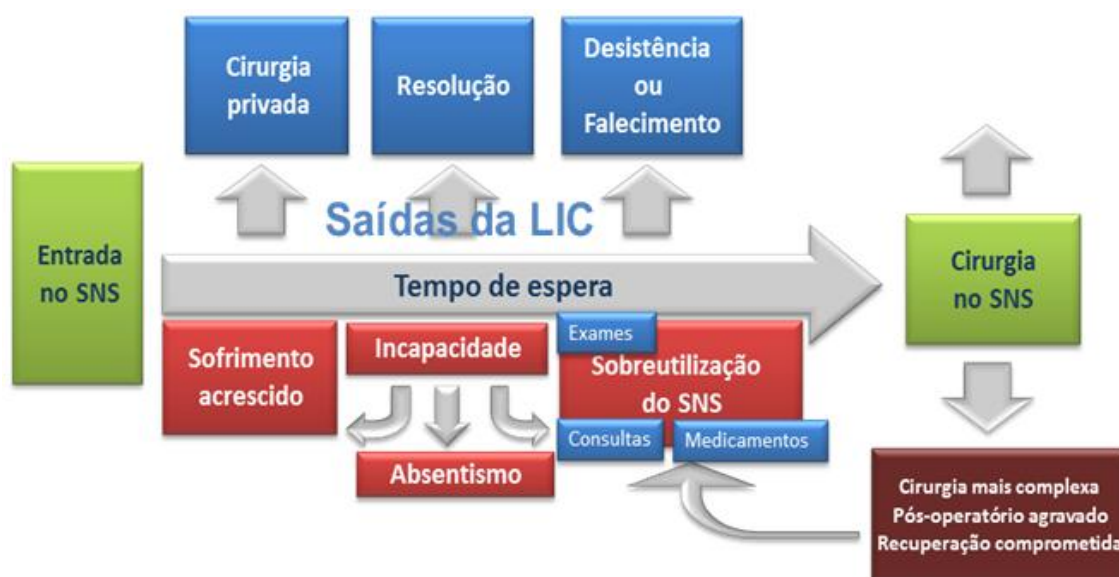 Cirurgia
privada
Resolução
Desistência
ou
Falecimento
Saídas da LIC
Entrada
no SNS
Tempo de espera
Cirurgia
no SNS
Sofrimento
acrescido
Incapacidade
Absentismo
Exames
Sobreutilização
do SNS
Consultas
Medicamentos
Cirurgia mais complexa
Pós-operatório agravado
Recuperação comprometida